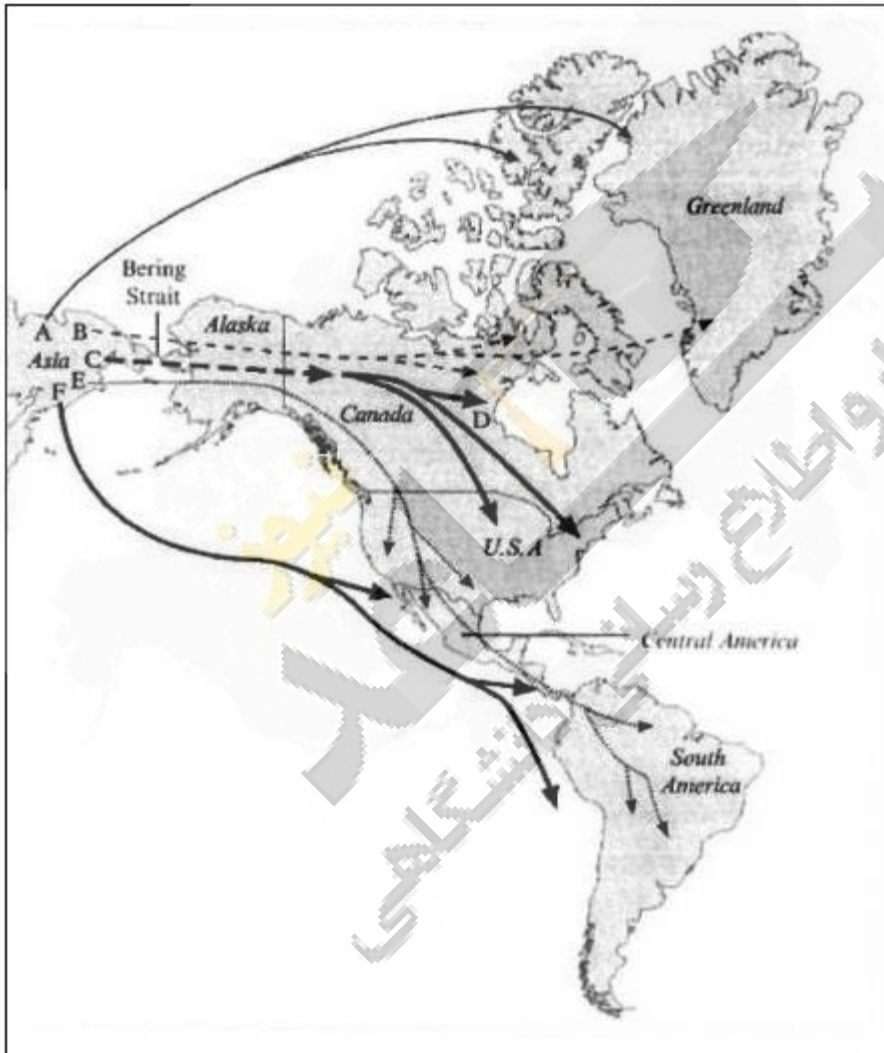 Greenland
Bering
Strait
Alaska
A B
Asia C
E
F
Canada
D
U.S.A
Central America
South
America